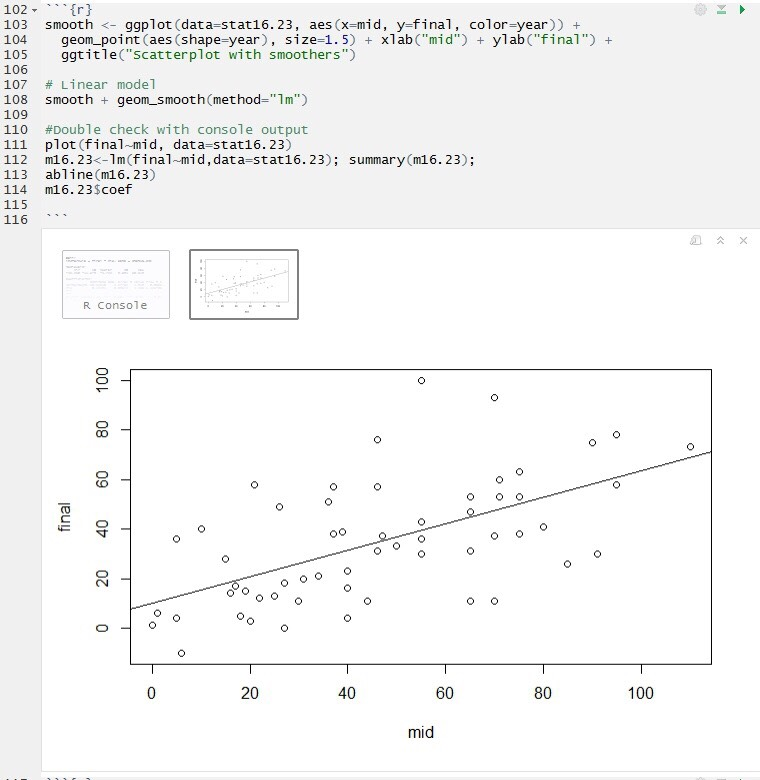 102 ```{r}
103 smooth <- ggplot(data=stat16.23, aes(x=mid, y=final, color=year)) +
104   geom_point(aes(shape=year), size=1.5) + xlab("mid") + ylab("final") +
105   ggtitle("Scatterplot with smoothers")
106
107 # Linear model
108 smooth + geom_smooth(method="lm")
109
110 #Double check with console output
111 plot(final~mid, data=stat16.23)
112 m16.23<-lm(final~mid,data=stat16.23); summary(m16.23);
113 abline(m16.23)
114 m16.23$coef
115
116 ```
R Console
100
80
60
40
20
0
final
0 20 40 60 80 100
mid